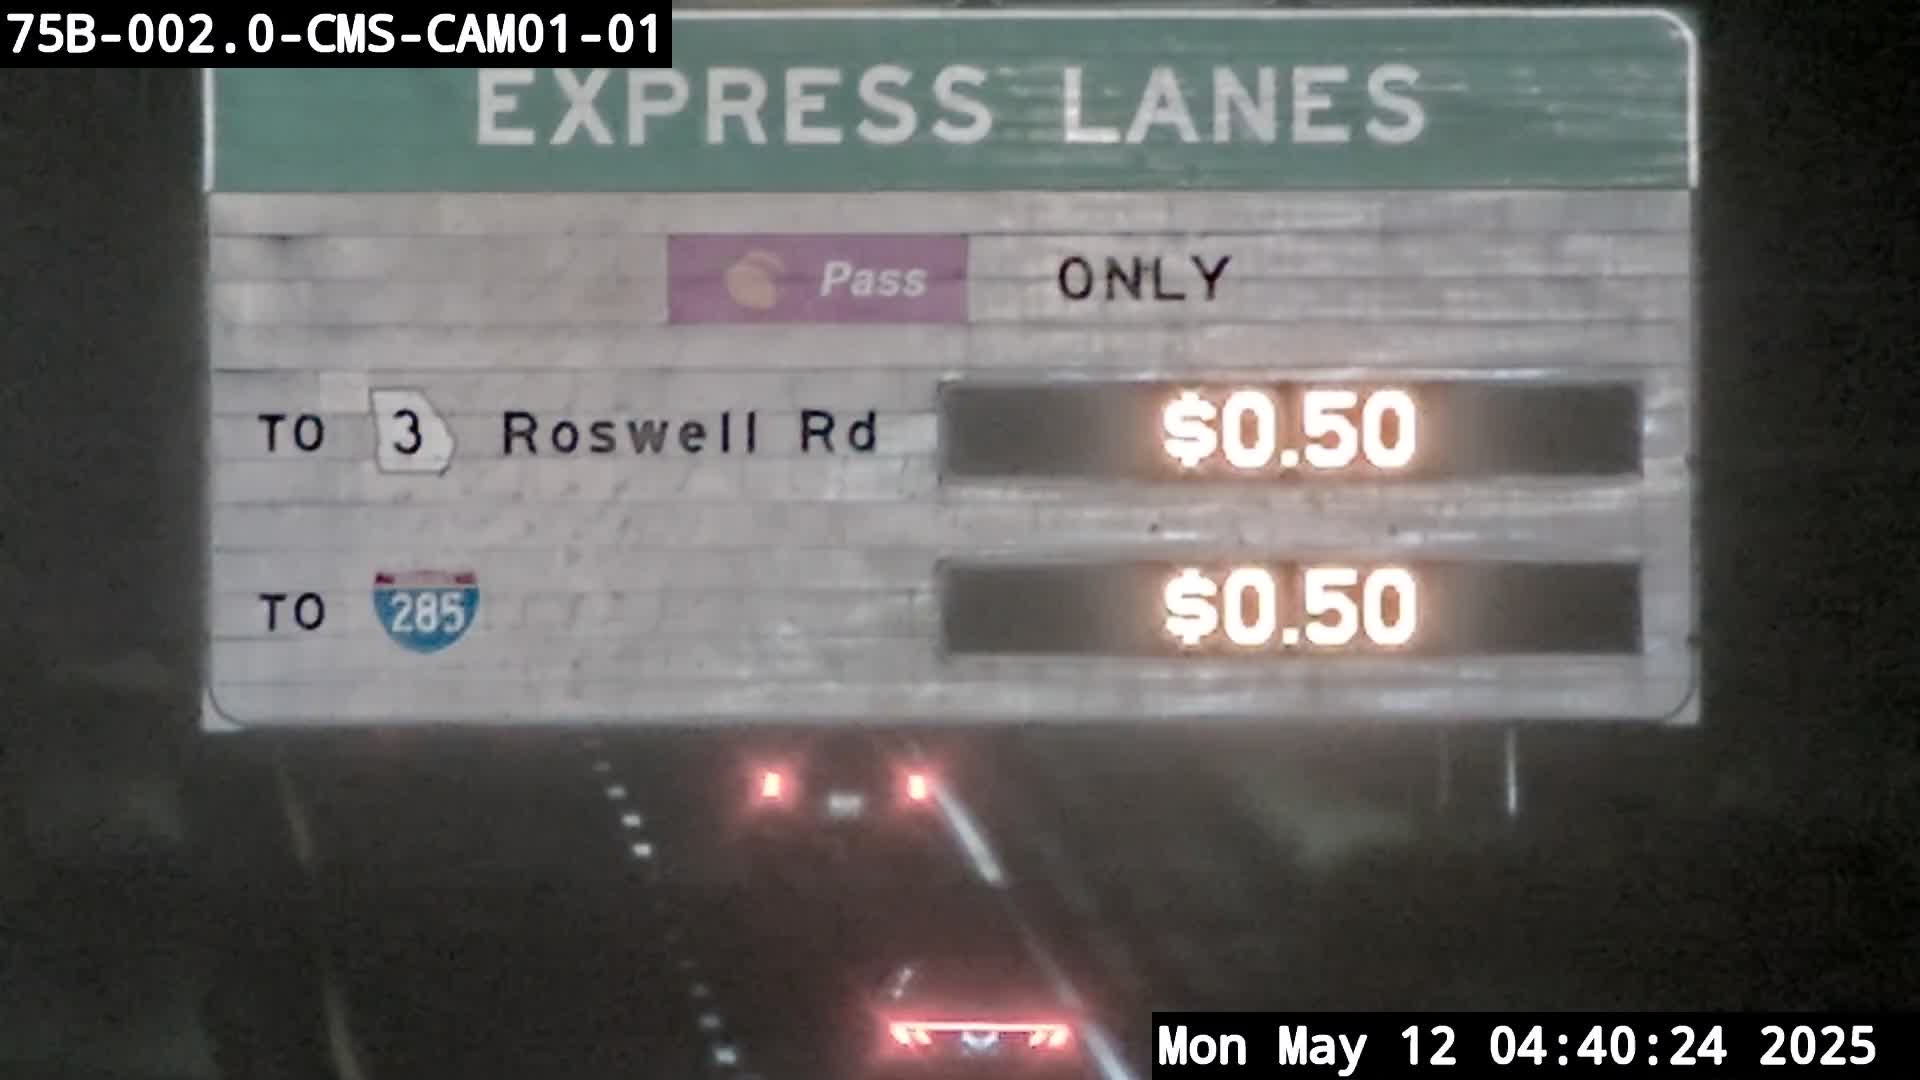 75B-002.0-CMS-CAM01-01
EXPRESS LANES
Pass ONLY
TO 3 Roswell Rd $0.50
TO 285 $0.50
Mon May 12 04:40:24 2025